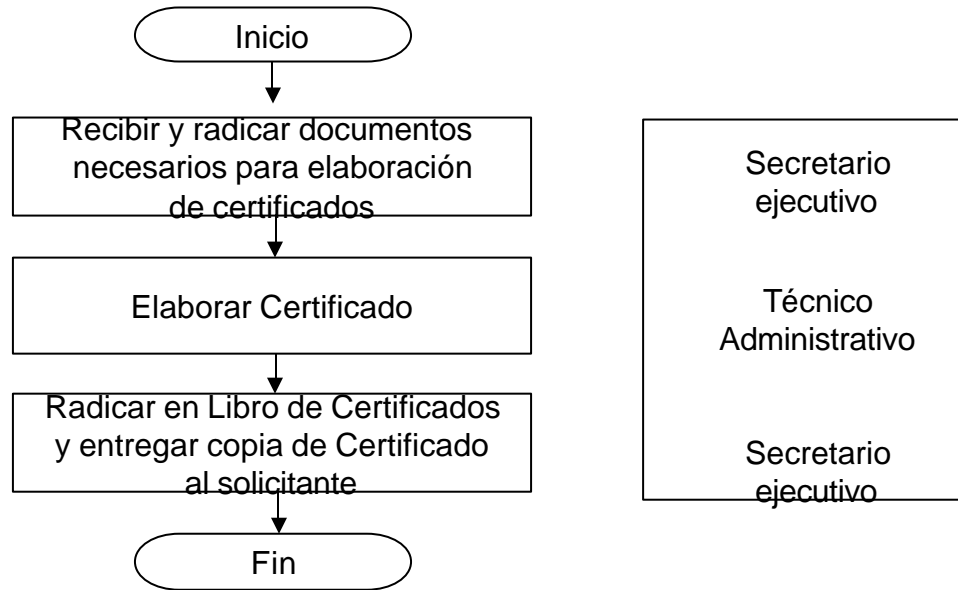 Inicio
Recibir y radicar documentos
necesarios para elaboración
de certificados
Secretario
ejecutivo
Elaborar Certificado
Técnico
Administrativo
Radicar en Libro de Certificados
y entregar copia de Certificado
al solicitante
Secretario
ejecutivo
Fin